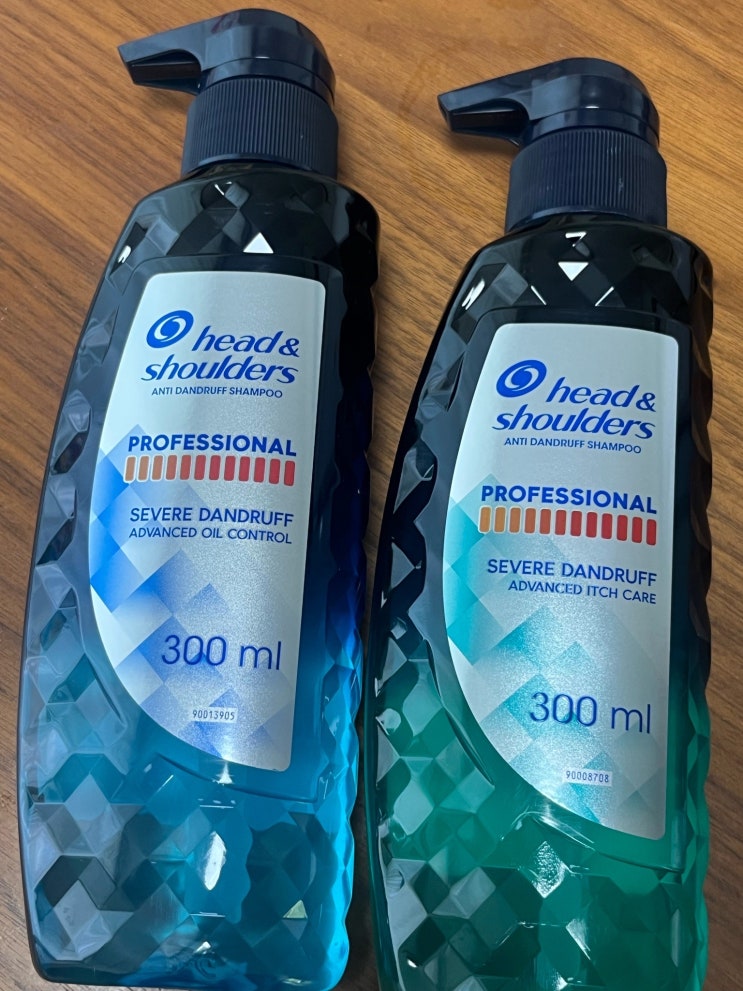 head &
shoulders
ANTI DANDRUFF SHAMPOO
PROFESSIONAL
SEVERE DANDRUFF
ADVANCED OIL CONTROL
300 ml
90013905
head &
shoulders
ANTI DANDRUFF SHAMPOO
PROFESSIONAL
SEVERE DANDRUFF
ADVANCED ITCH CARE
300 ml
90008708